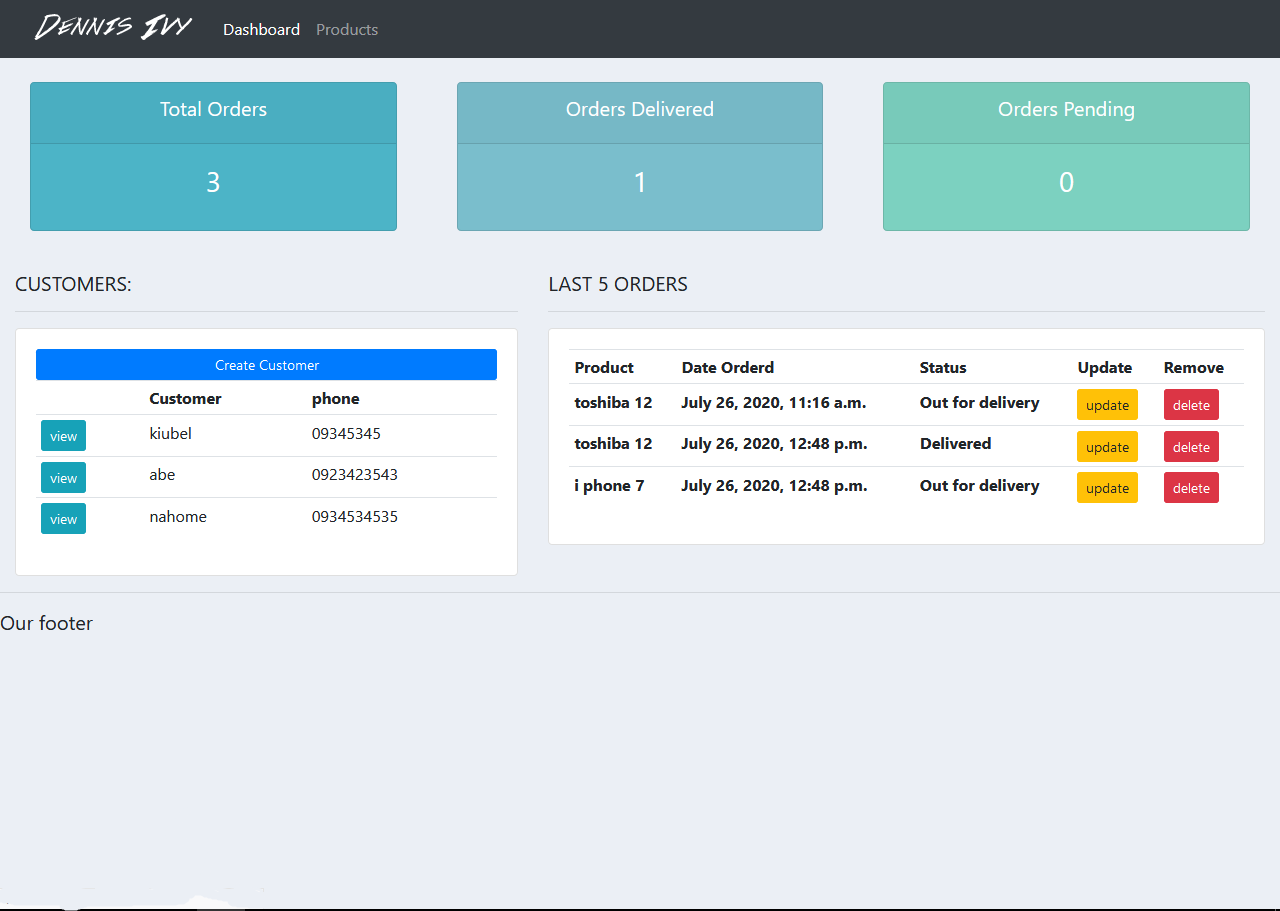 Dennis Ivy Dashboard Products
Total Orders Orders Delivered Orders Pending
3 1 0
CUSTOMERS:
Create Customer
Customer phone
view kiubel 09345345
view abe 0923423543
view nahome 0934534535
LAST 5 ORDERS
Product Date Orderd Status Update Remove
toshiba 12 July 26, 2020, 11:16 a.m. Out for delivery update delete
toshiba 12 July 26, 2020, 12:48 p.m. Delivered update delete
i phone 7 July 26, 2020, 12:48 p.m. Out for delivery update delete
Our footer